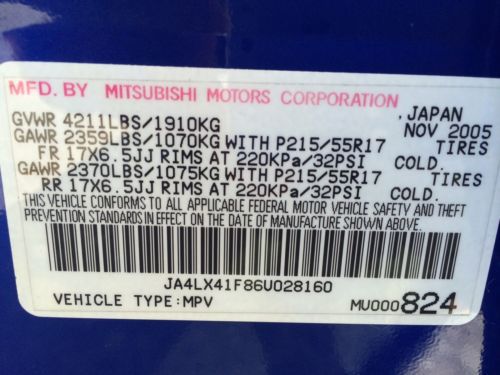 MFD. BY MITSUBISHI MOTORS CORPORATION
, JAPAN
GVWR 4211LBS/1910KG NOV 2005
GAWR 2359LBS/1070KG WITH P215/55R17 TIRES
FR 17X6.5JJ RIMS AT 220KPa/32PSI COLD.
GAWR 2370LBS/1075KG WITH P215/55R17 TIRES
RR 17X6.5JJ RIMS AT 220KPa/32PSI COLD.
THIS VEHICLE CONFORMS TO ALL APPLICABLE FEDERAL MOTOR VEHICLE SAFETY AND THEFT
PREVENTION STANDARDS IN EFFECT ON THE DATE OF MANUFACTURE SHOWN ABOVE.
JA4LX41F86U028160
VEHICLE TYPE:MPV MU000824